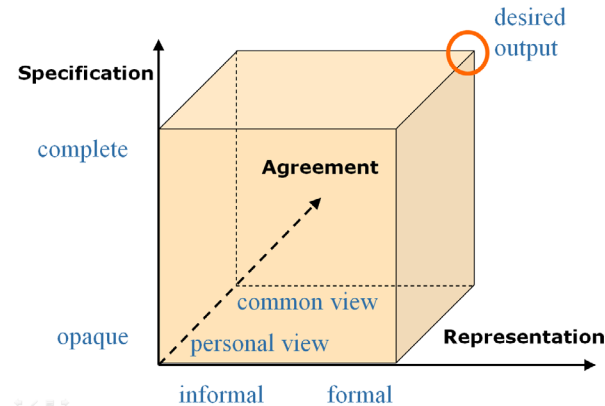 desired
output
Specification
complete
Agreement
common view
opaque
personal view
Representation
informal
formal